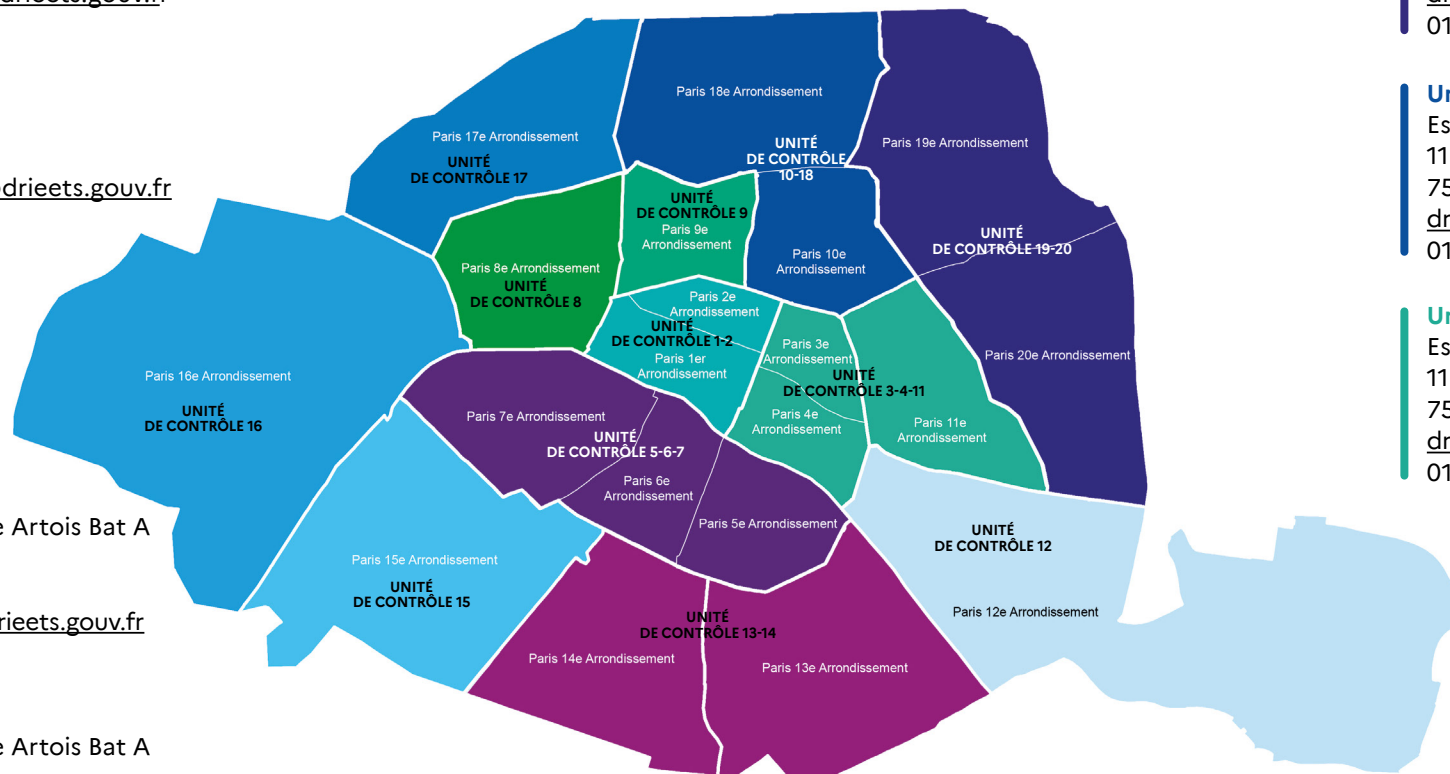 drieets.gouv.fr
drieets.gouv.fr
e Artois Bat A
rieets.gouv.fr
e Artois Bat A
Paris 18e Arrondissement
Paris 17e Arrondissement
UNITÉ
DE CONTRÔLE 17
UNITÉ
DE CONTRÔLE
10-18
Paris 19e Arrondissement
UNITÉ
DE CONTRÔLE 9
Paris 9e
Arrondissement
Paris 10e
Arrondissement
UNITÉ
DE CONTRÔLE 19-20
Paris 8e Arrondissement
UNITÉ
DE CONTRÔLE 8
Paris 2e
Arrondissement
UNITÉ
DE CONTRÔLE 1-2
Paris 1er
Arrondissement
Paris 3e
Arrondissement
UNITÉ
DE CONTRÔLE 3-4-11
Paris 4e
Arrondissement
Paris 11e
Arrondissement
Paris 20e Arrondissement
Paris 16e Arrondissement
UNITÉ
DE CONTRÔLE 16
Paris 7e Arrondissement
UNITÉ
DE CONTRÔLE 5-6-7
Paris 6e
Arrondissement
Paris 5e Arrondissement
UNITÉ
DE CONTRÔLE 12
Paris 12e Arrondissement
Paris 15e Arrondissement
UNITÉ
DE CONTRÔLE 15
UNITÉ
DE CONTRÔLE 13-14
Paris 14e Arrondissement
Paris 13e Arrondissement
01
Un
Es
11
75
dr
01
Un
Es
11
75
dr
01